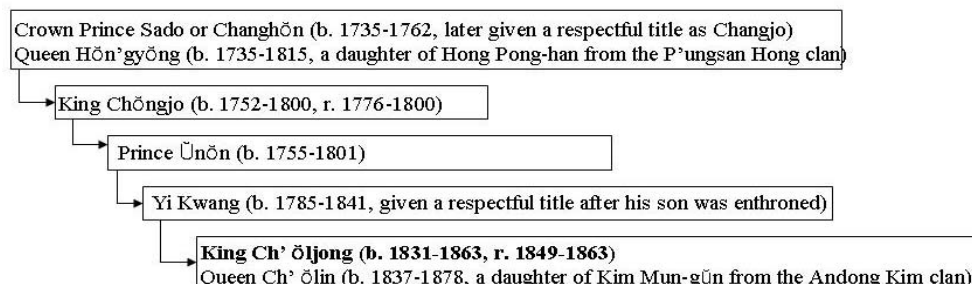 Crown Prince Sado or Changhŏn (b. 1735-1762, later given a respectful title as Changjo)
Queen Hŏn’gyŏng (b. 1735-1815, a daughter of Hong Pong-han from the P’ungsan Hong clan)
King Chŏngjo (b. 1752-1800, r. 1776-1800)
Prince Ŭnŏn (b. 1755-1801)
Yi Kwang (b. 1785-1841, given a respectful title after his son was enthroned)
King Ch’ ŏljong (b. 1831-1863, r. 1849-1863)
Queen Ch’ ŏlin (b. 1837-1878, a daughter of Kim Mun-gŭn from the Andong Kim clan)